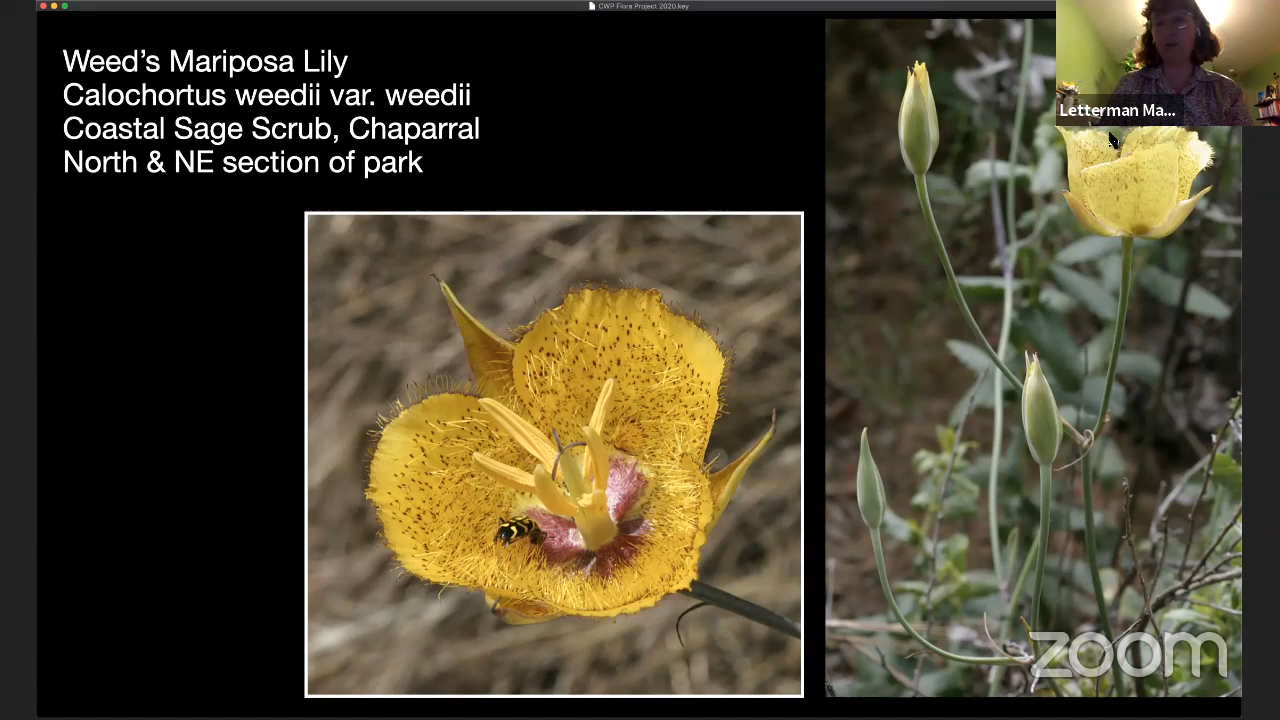 CWP Flora Project 2020.key
Weed's Mariposa Lily
Calochortus weedii var. weedii
Coastal Sage Scrub, Chaparral
North & NE section of park
Letterman Ma...
zoom